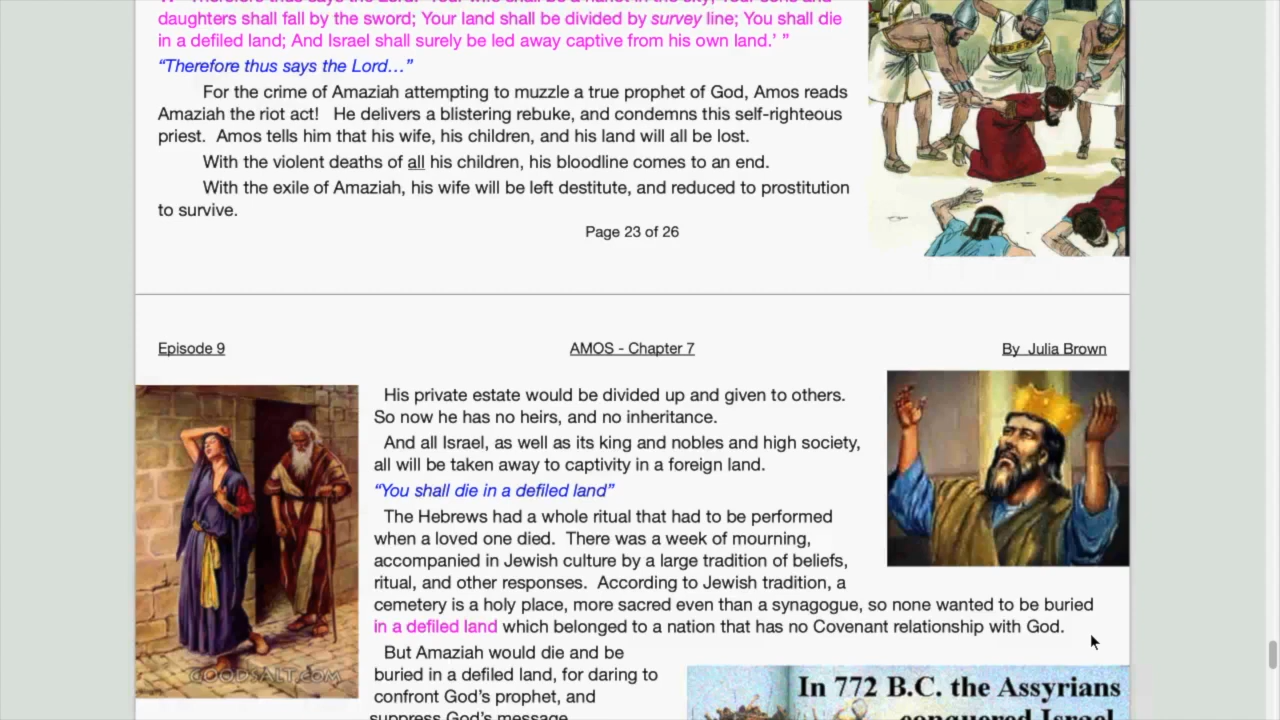 daughters shall fall by the sword; Your land shall be divided by survey line; You shall die
in a defiled land; And Israel shall surely be led away captive from his own land.’ ”
“Therefore thus says the Lord…”
For the crime of Amaziah attempting to muzzle a true prophet of God, Amos reads
Amaziah the riot act! He delivers a blistering rebuke, and condemns this self-righteous
priest. Amos tells him that his wife, his children, and his land will all be lost.
With the violent deaths of all his children, his bloodline comes to an end.
With the exile of Amaziah, his wife will be left destitute, and reduced to prostitution
to survive.
Page 23 of 26
Episode 9 AMOS - Chapter 7 By Julia Brown
His private estate would be divided up and given to others.
So now he has no heirs, and no inheritance.
And all Israel, as well as its king and nobles and high society,
all will be taken away to captivity in a foreign land.
“You shall die in a defiled land”
The Hebrews had a whole ritual that had to be performed
when a loved one died. There was a week of mourning,
accompanied in Jewish culture by a large tradition of beliefs,
ritual, and other responses. According to Jewish tradition, a
cemetery is a holy place, more sacred even than a synagogue, so none wanted to be buried
in a defiled land which belonged to a nation that has no Covenant relationship with God.
But Amaziah would die and be
buried in a defiled land, for daring to
confront God’s prophet, and
suppress God’s message
GOODSALT.COM
In 772 B.C. the Assyrians
conquered Israel